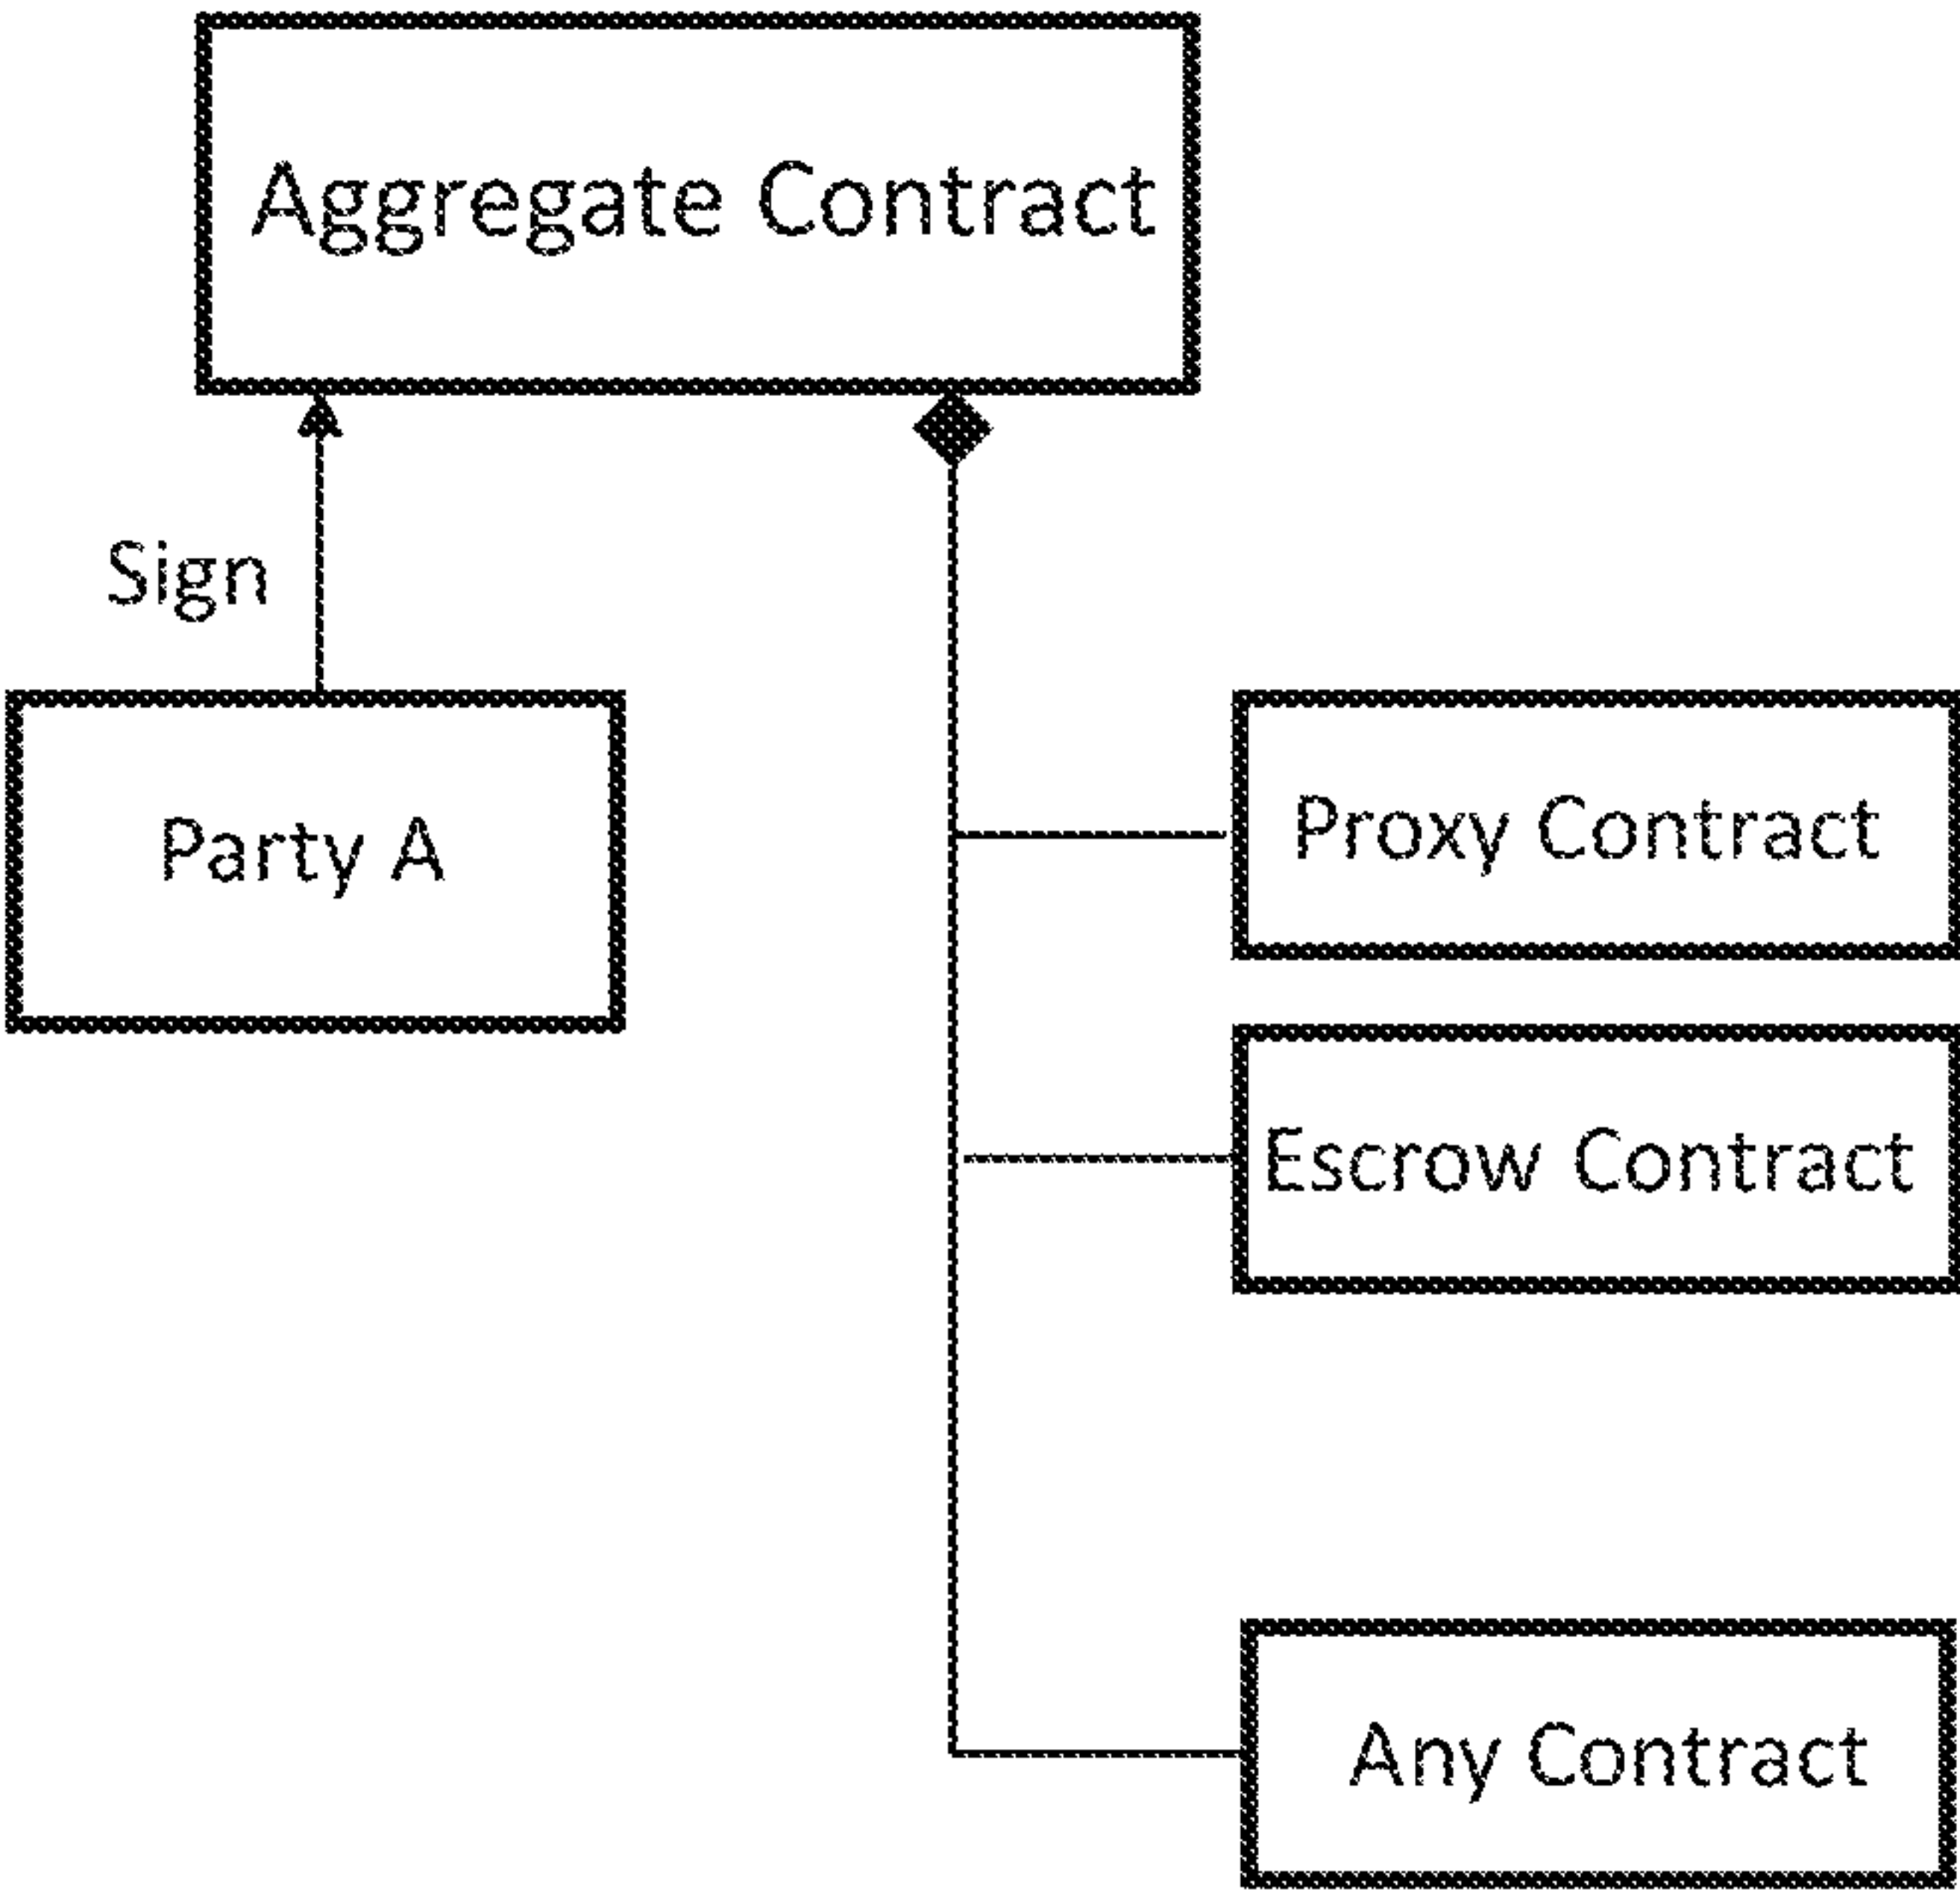 Aggregate Contract
Sign
Party A
Proxy Contract
Escrow Contract
Any Contract